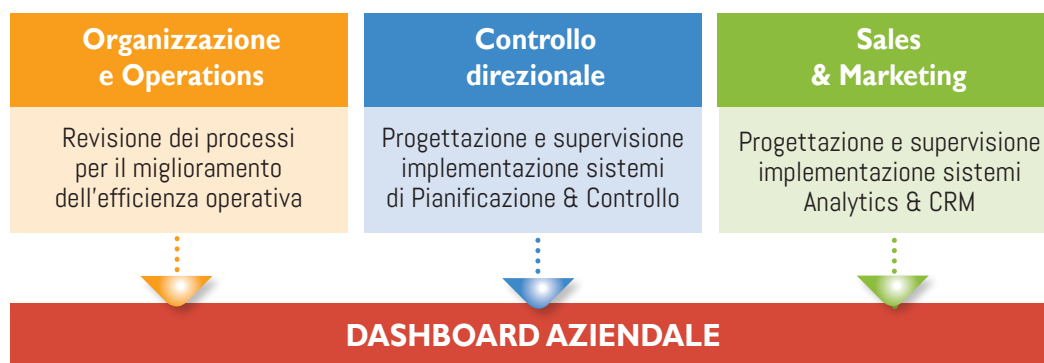 Organizzazione
e Operations
Revisione dei processi
per il miglioramento
dell'efficienza operativa
Controllo
direzionale
Progettazione e supervisione
implementazione sistemi
di Pianificazione & Controllo
Sales
& Marketing
Progettazione e supervisione
implementazione sistemi
Analytics & CRM
DASHBOARD AZIENDALE